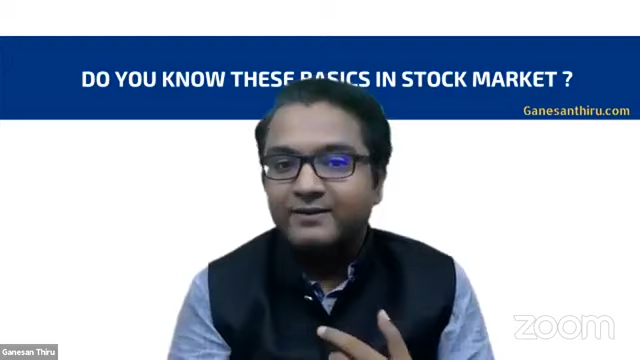 DO YOU KNOW THESE BASICS IN STOCK MARKET ?
Ganesanthiru.com
zoom
Ganesan Thiru